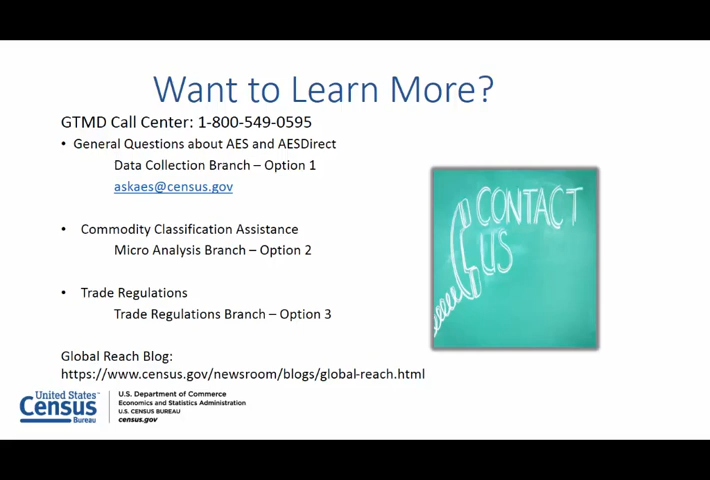 Want to Learn More?
GTMD Call Center: 1-800-549-0595
• General Questions about AES and AESDirect
Data Collection Branch – Option 1
askaes@census.gov
• Commodity Classification Assistance
Micro Analysis Branch – Option 2
• Trade Regulations
Trade Regulations Branch – Option 3
CONTACT
US
Global Reach Blog:
https://www.census.gov/newsroom/blogs/global-reach.html
United States™
Census
Bureau
U.S. Department of Commerce
Economics and Statistics Administration
U.S. CENSUS BUREAU
census.gov